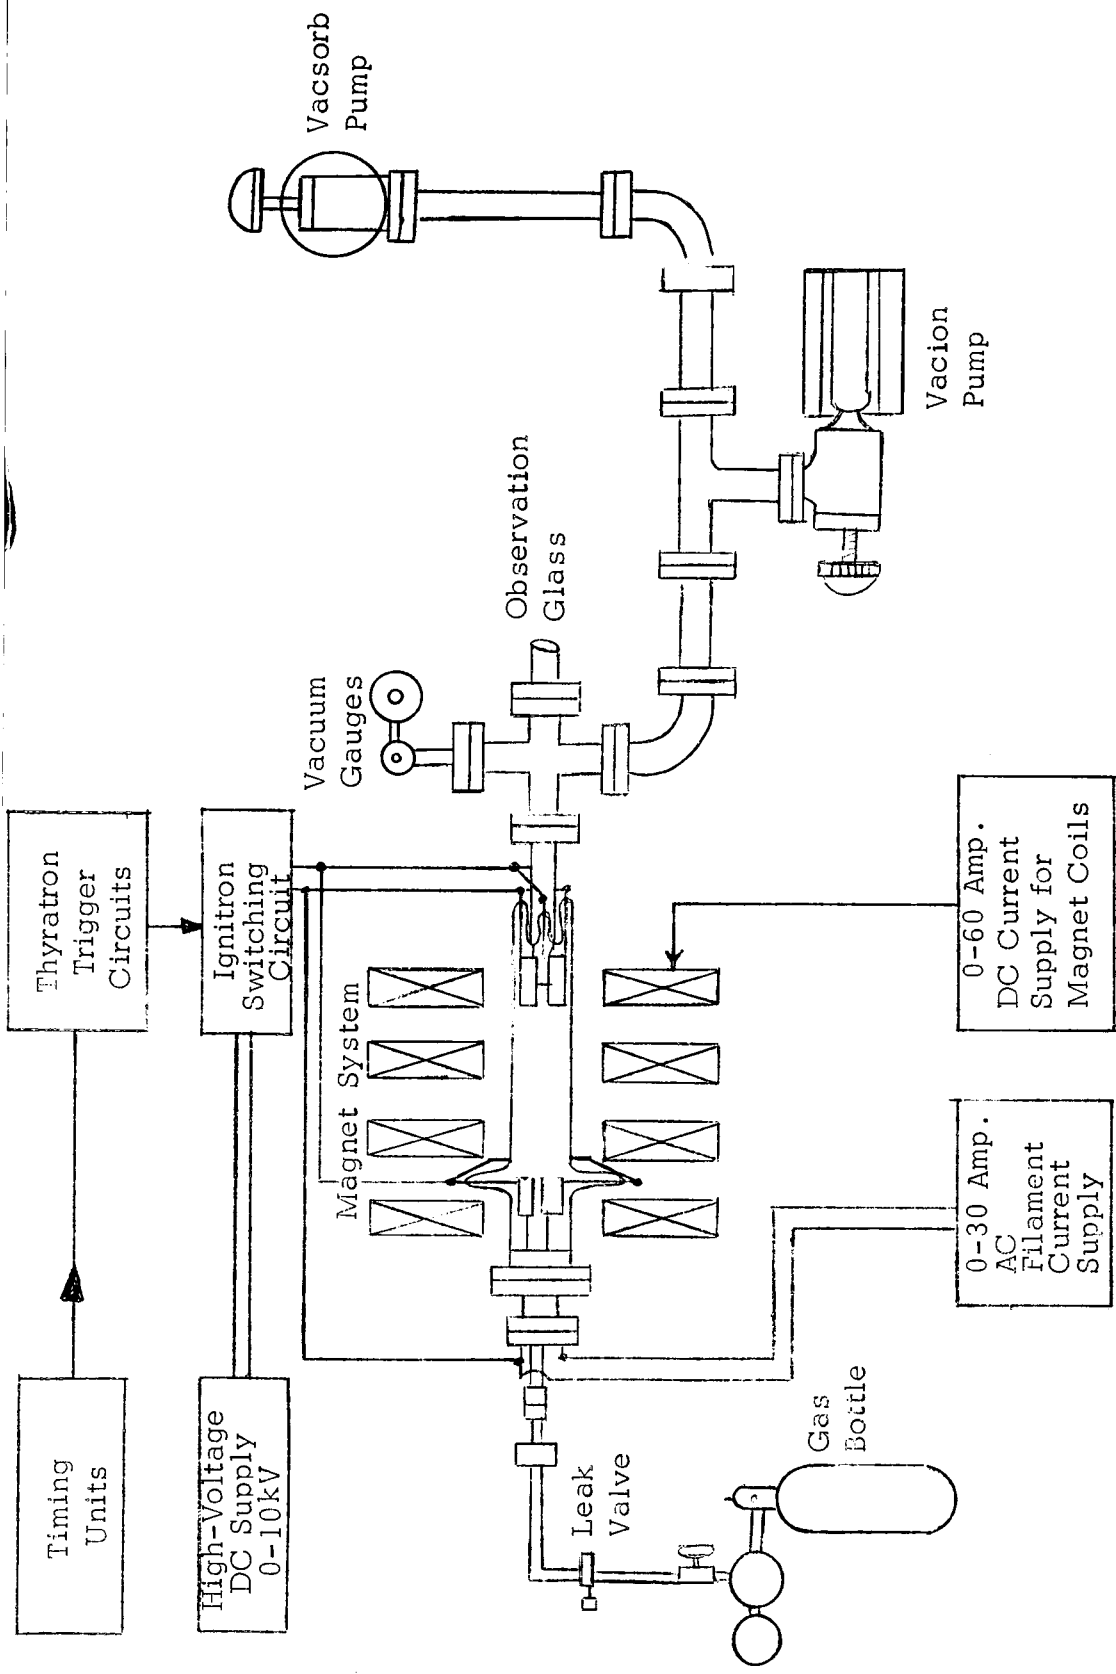 Timing
Units
Thyratron
Trigger
Circuits
High-Voltage
DC Supply
0-10kV
Ignitron
Switching
Circuit
Vacsorb
Pump
Vacuum
Gauges
Magnet System
Observation
Glass
Leak
Valve
Gas
Bottle
Vacion
Pump
0-30 Amp.
AC
Filament
Current
Supply
0-60 Amp.
DC Current
Supply for
Magnet Coils